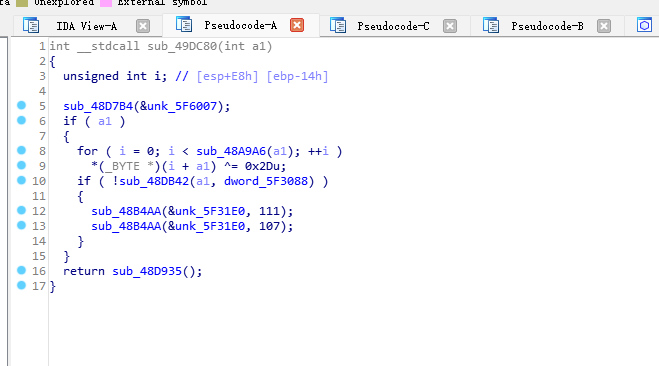 Unexplored External symbol
IDA View-A Pseudocode-A Pseudocode-C Pseudocode-B
1 int __stdcall sub_49DC80(int a1)
2 {
3 unsigned int i; // [esp+E8h] [ebp-14h]
4
5 sub_48D7B4(&unk_5F6007);
6 if ( a1 )
7 {
8 for ( i = 0; i < sub_48A9A6(a1); ++i )
9 *(_BYTE *)(i + a1) ^= 0x2Du;
10 if ( !sub_48DB42(a1, dword_5F3088) )
11 {
12 sub_48B4AA(&unk_5F31E0, 111);
13 sub_48B4AA(&unk_5F31E0, 107);
14 }
15 }
16 return sub_48D935();
17 }